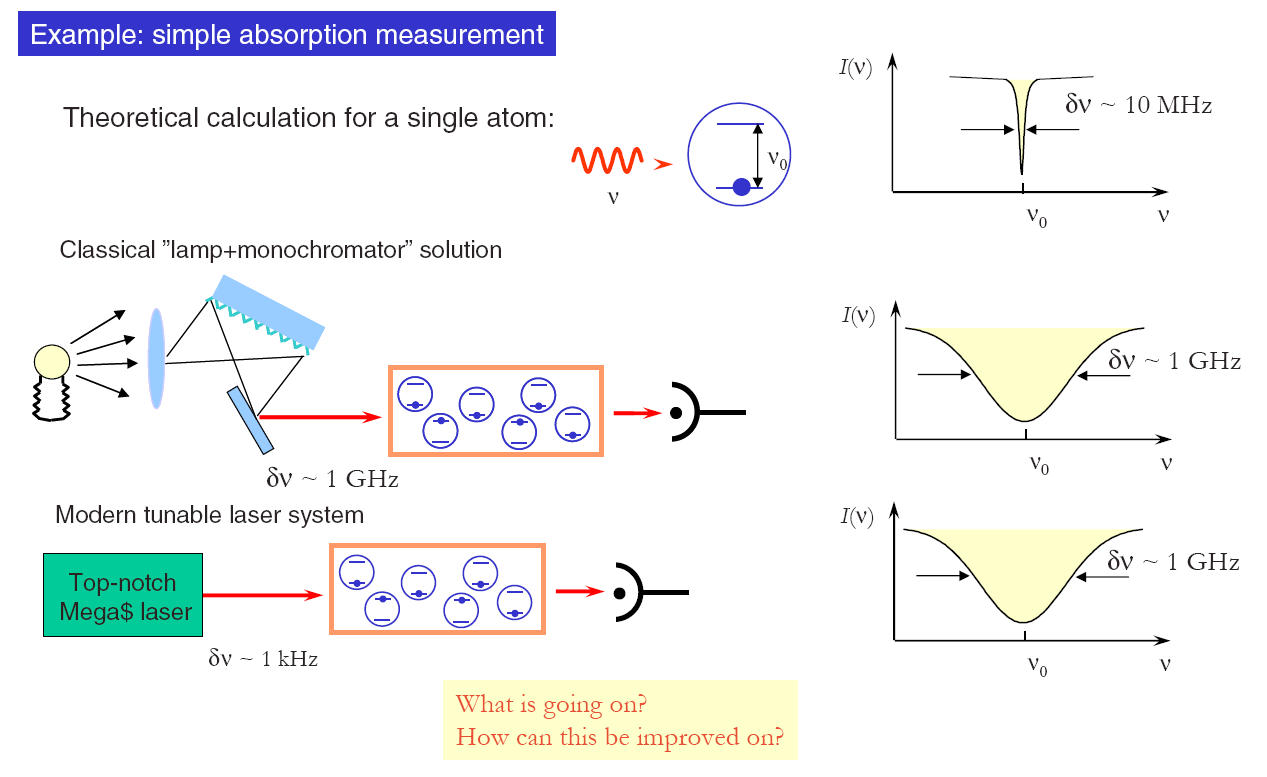 Example: simple absorption measurement
Theoretical calculation for a single atom:
ν
ν0
I(ν)
δν ~ 10 MHz
ν0
ν
Classical ”lamp+monochromator” solution
δν ~ 1 GHz
I(ν)
δν ~ 1 GHz
ν0
ν
Modern tunable laser system
Top-notch
Mega$ laser
δν ~ 1 kHz
I(ν)
δν ~ 1 GHz
ν0
ν
What is going on?
How can this be improved on?